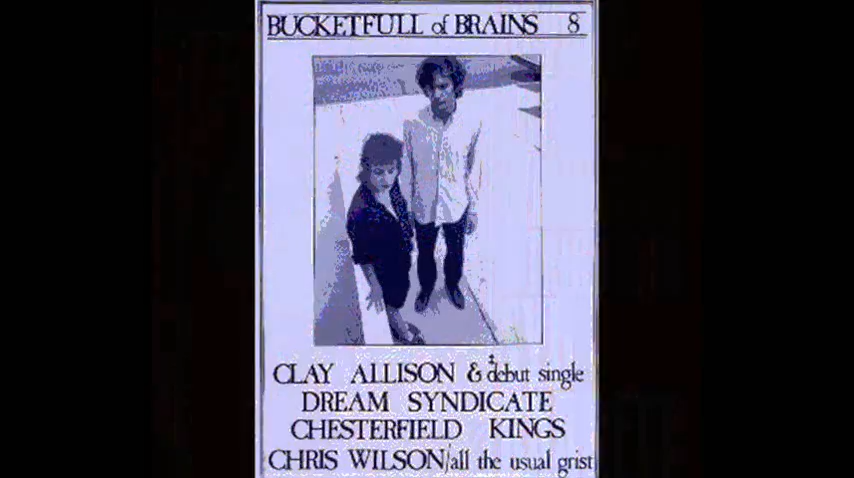 BUCKETFULL of BRAINS 8
CLAY ALLISON & debut single
DREAM SYNDICATE
CHESTERFIELD KINGS
CHRIS WILSON/all the usual grist